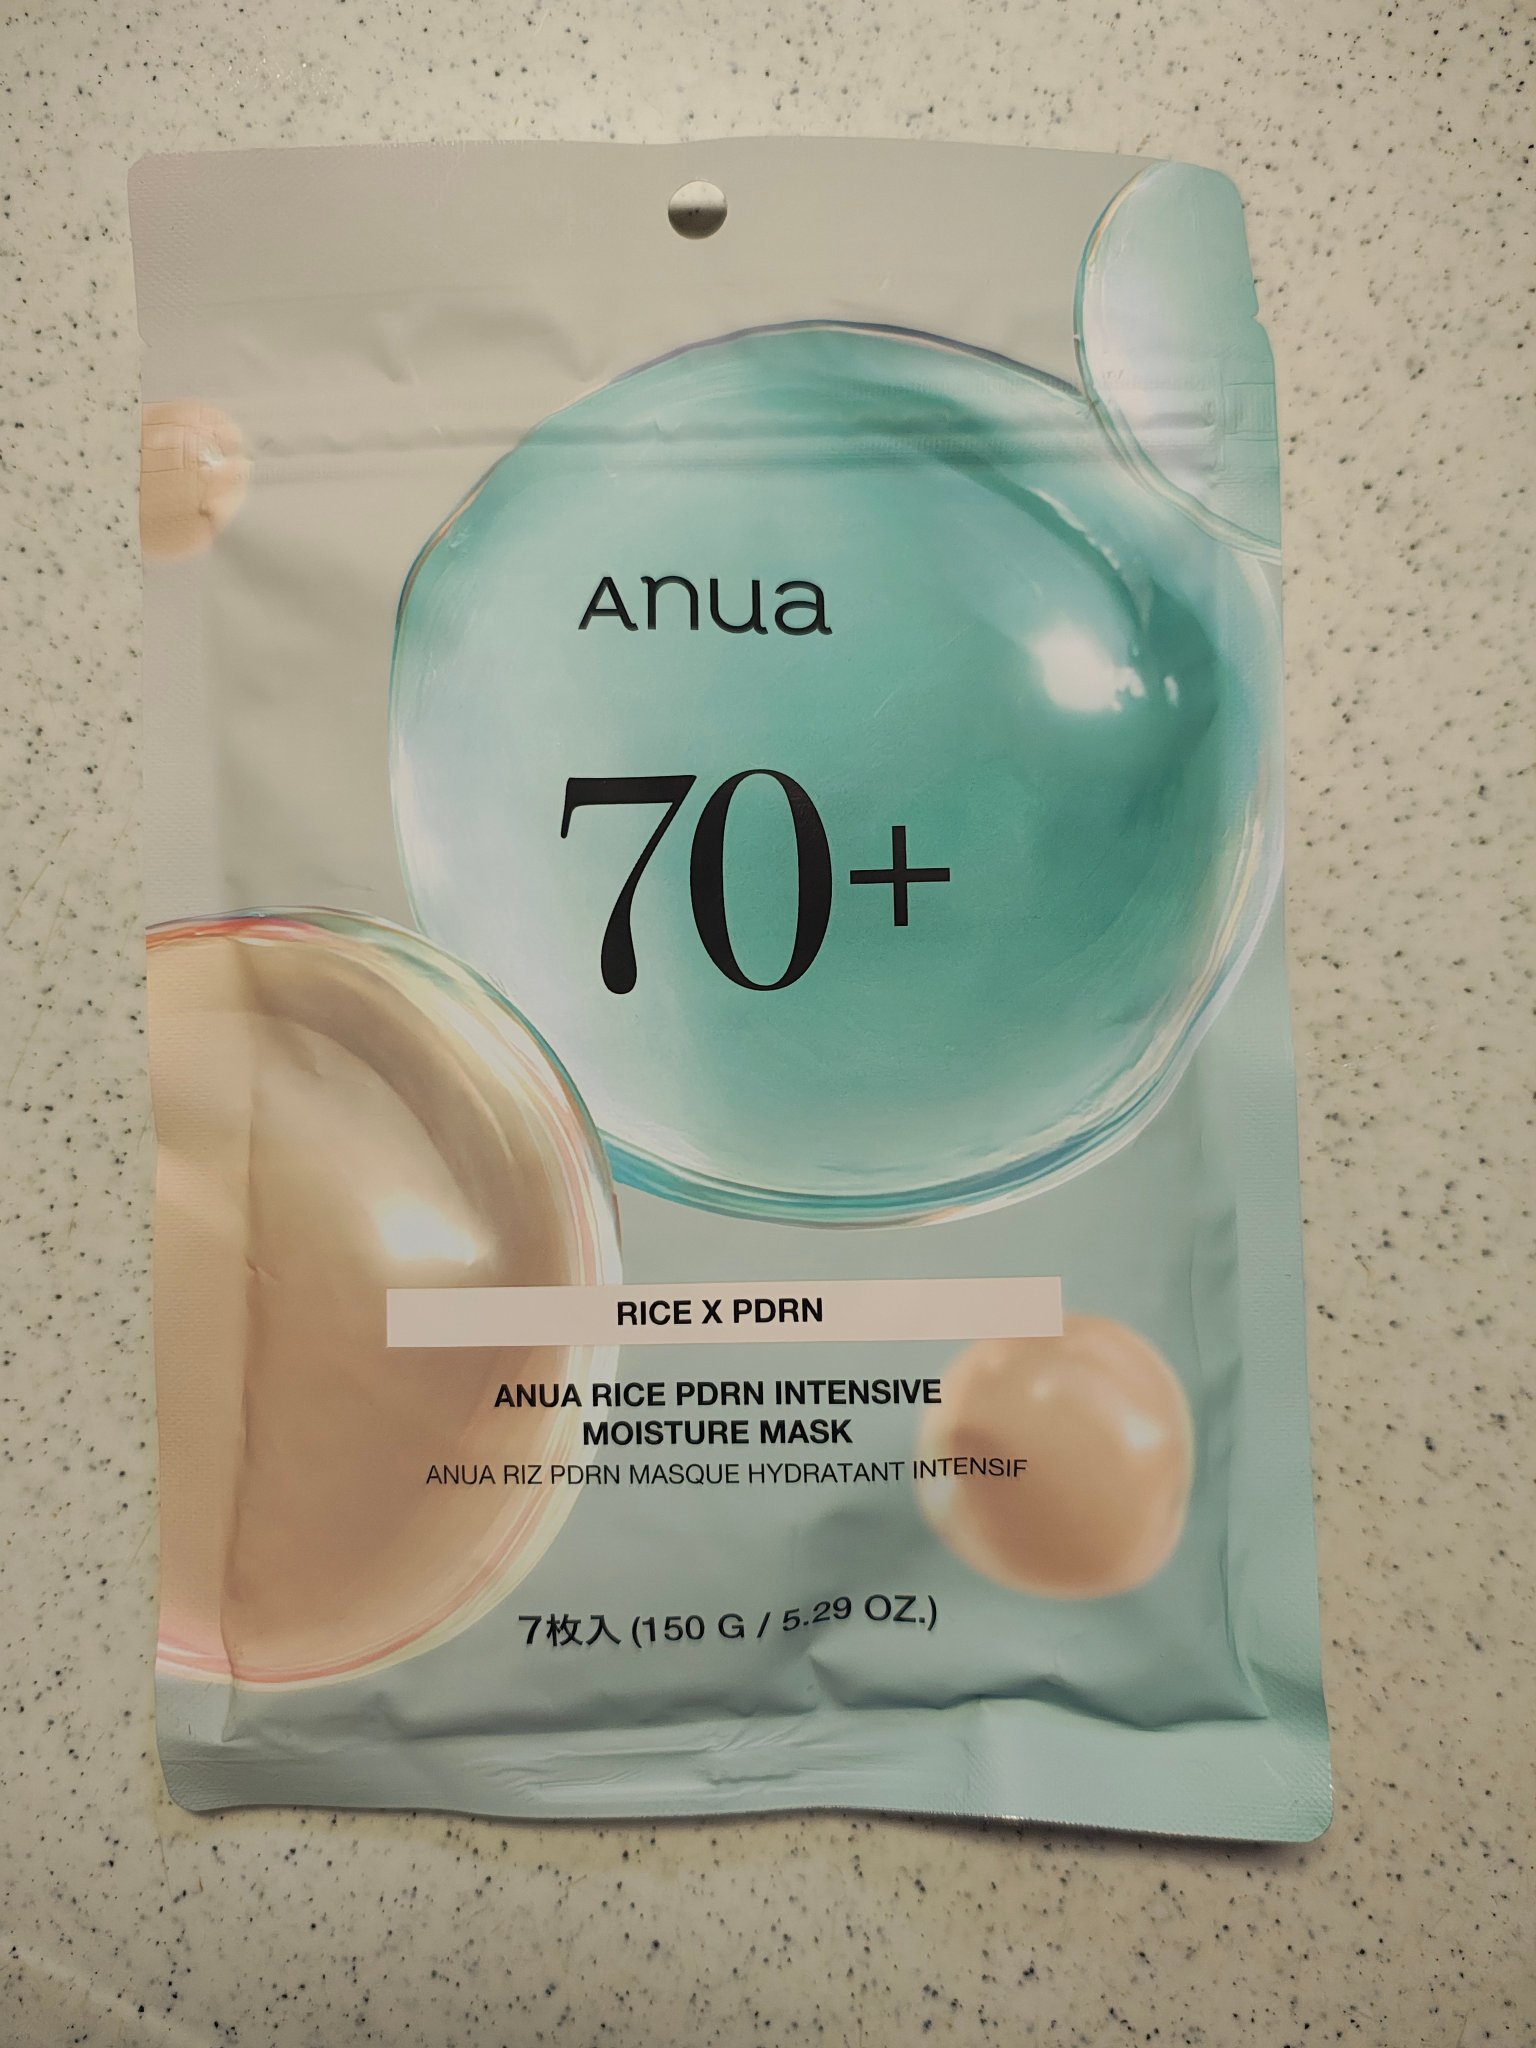 Anua
70+
RICE X PDRN
ANUA RICE PDRN INTENSIVE
MOISTURE MASK
ANUA RIZ PDRN MASQUE HYDRATANT INTENSIF
7枚入 (150 G / 5.29 OZ.)